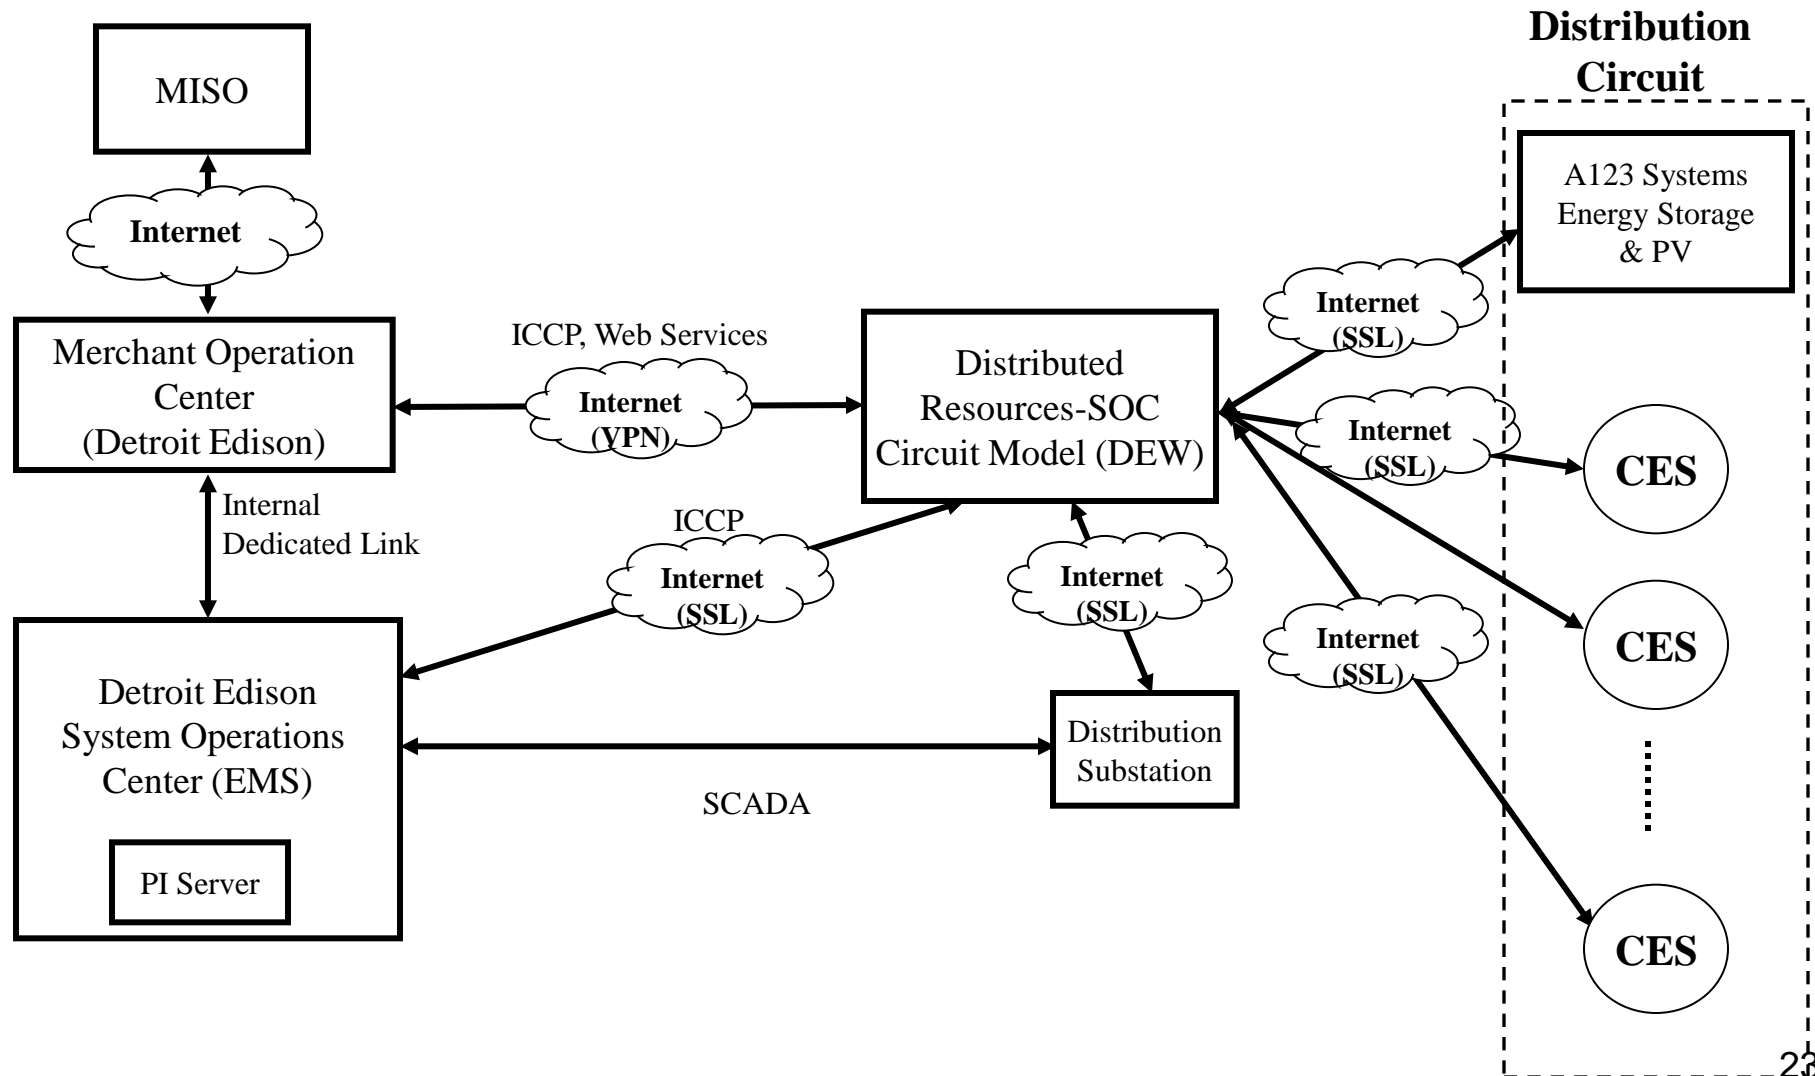 Distribution
Circuit
MISO
Internet
A123 Systems
Energy Storage
& PV
Internet
(SSL)
Merchant Operation
Center
(Detroit Edison)
ICCP, Web Services
Internet
(VPN)
Distributed
Resources-SOC
Circuit Model (DEW)
Internet
(SSL)
CES
Internal
Dedicated Link
ICCP
Internet
(SSL)
Internet
(SSL)
Internet
(SSL)
CES
Detroit Edison
System Operations
Center (EMS)
Distribution
Substation
SCADA
PI Server
CES
23